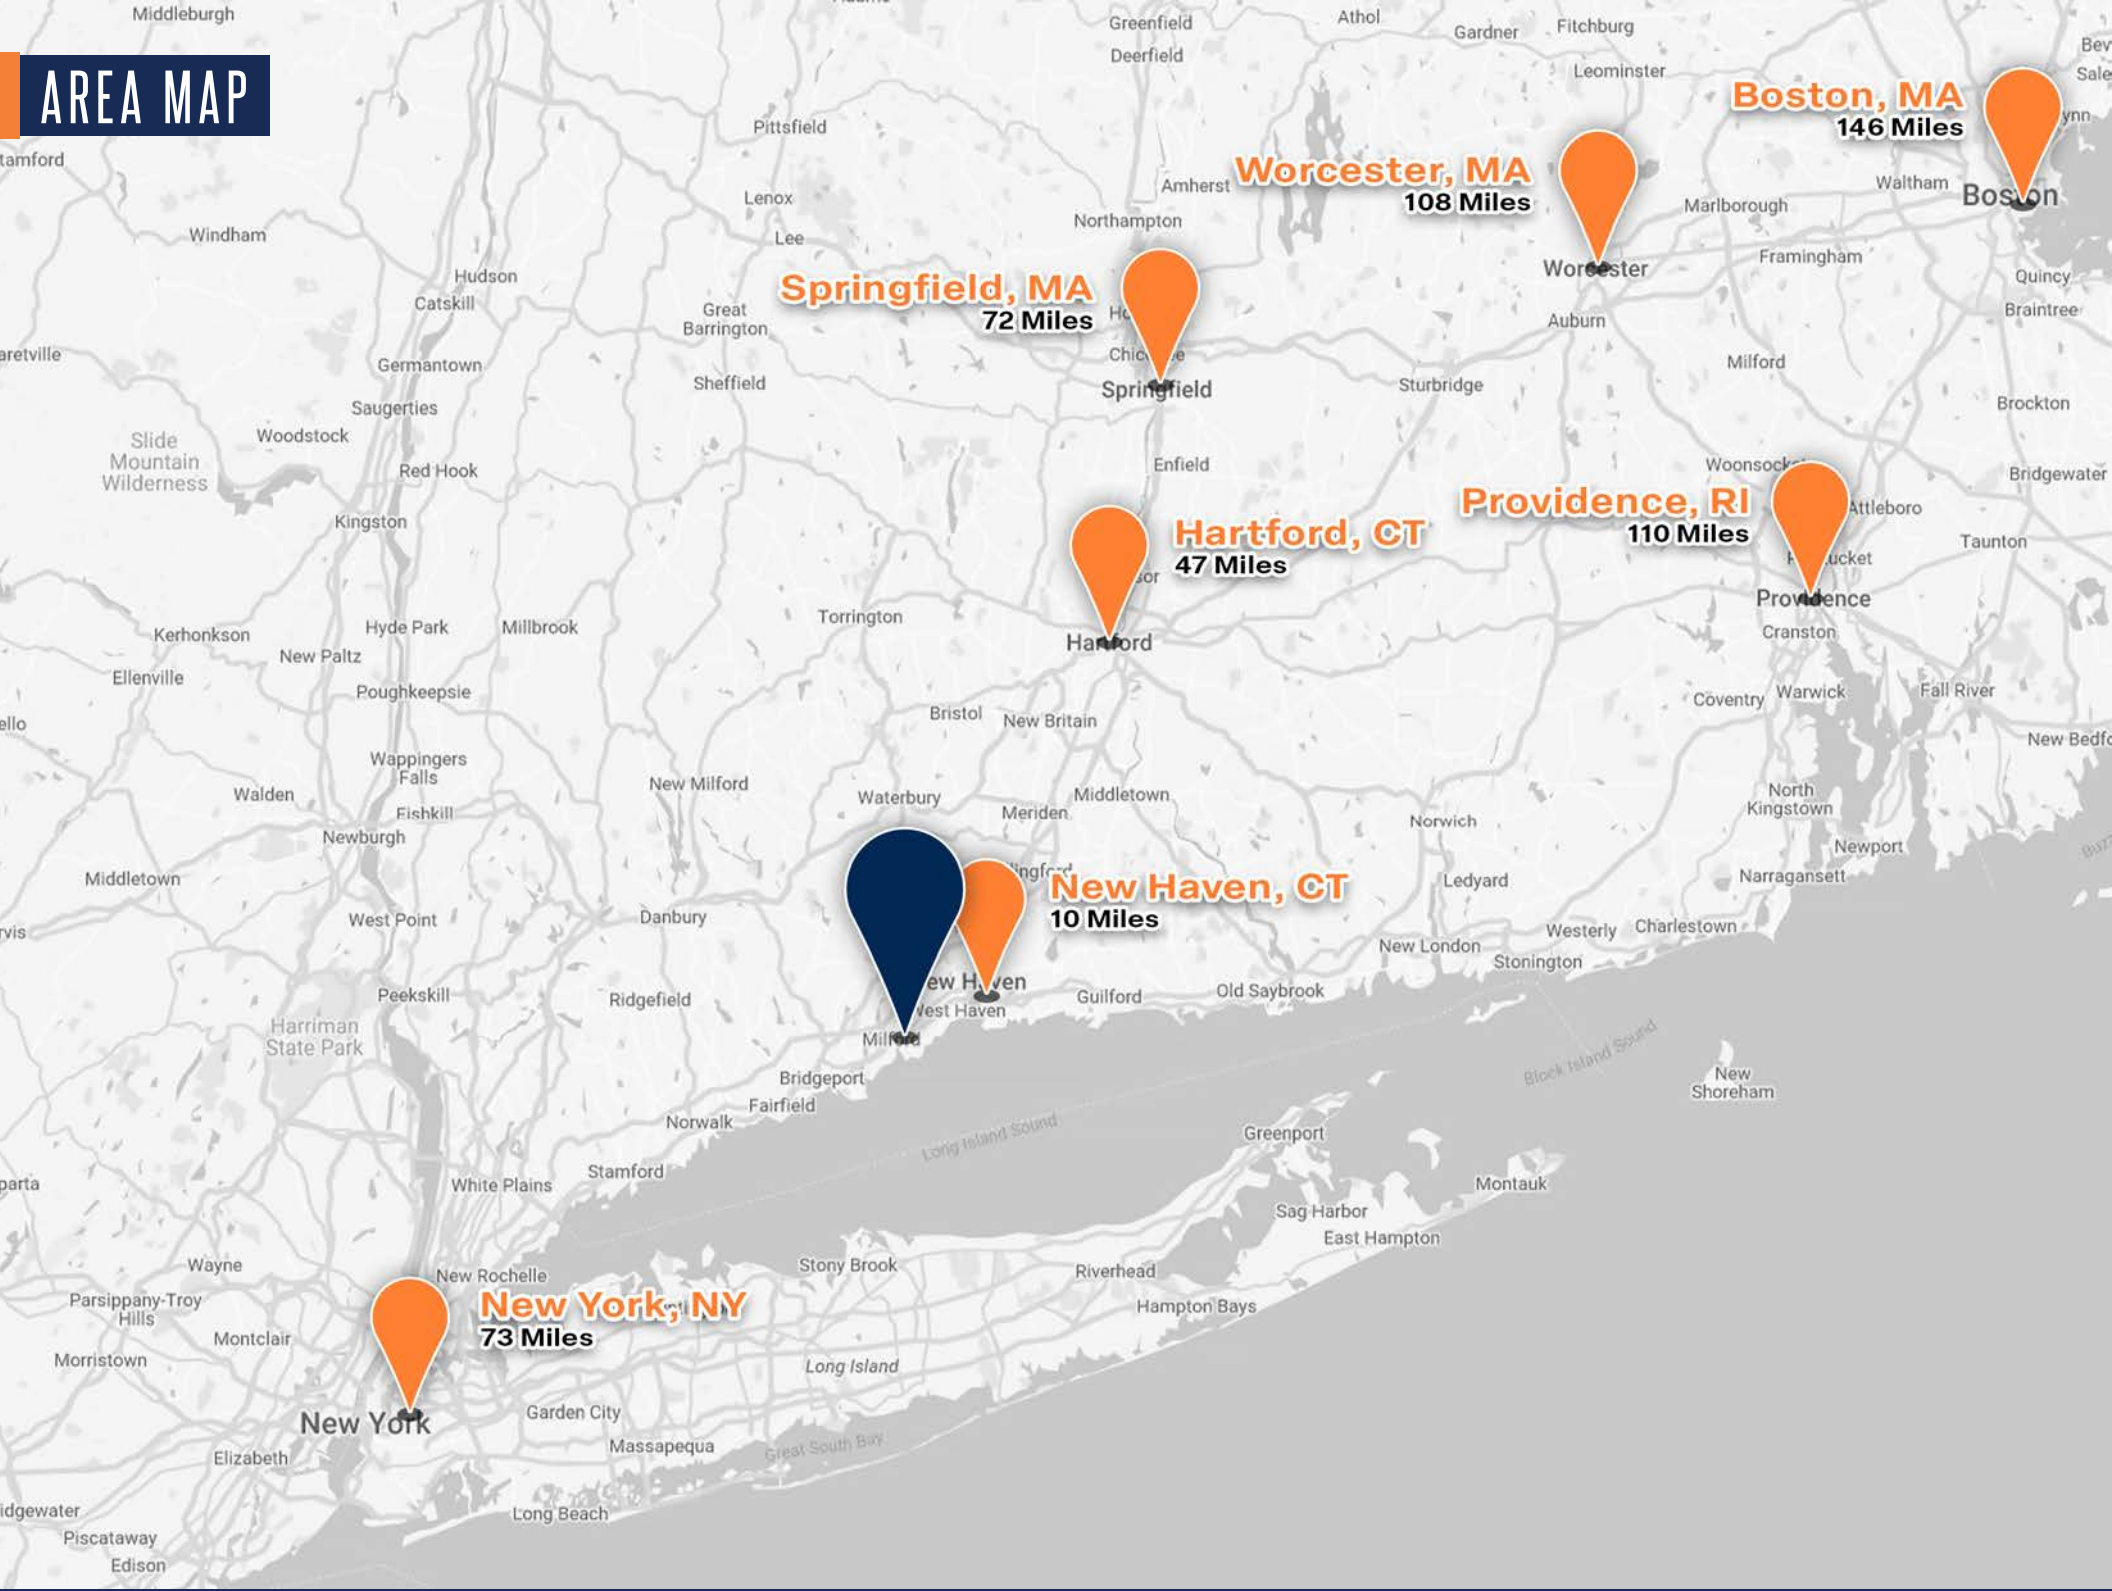 AREA MAP
Middleburgh
Greenfield
Athol
Gardner
Fitchburg
Deerfield
Leominster
Boston, MA
146 Miles
Pittsfield
Worcester, MA
108 Miles
Amherst
Waltham
Boston
Lenox
Marlborough
Northampton
Windham
Lee
Framingham
Worcester
Hudson
Quincy
Springfield, MA
72 Miles
Catskill
Great
Barrington
Braintree
Auburn
Germantown
Milford
Sheffield
Springfield
Sturbridge
Saugerties
Brockton
Woodstock
Slide
Mountain
Wilderness
Red Hook
Enfield
Bridgewater
Providence, RI
110 Miles
Attleboro
Kingston
Hartford, CT
47 Miles
Taunton
Providence
Torrington
Hyde Park
Millbrook
Kerhonkson
Cranston
Hartford
New Paltz
Ellenville
Poughkeepsie
Coventry
Warwick
Fall River
Bristol
New Britain
Wappingers
Falls
New Milford
Walden
Waterbury
Middletown
North
Kingstown
Fishkill
Meriden
Norwich
Newburgh
Newport
Middletown
New Haven, CT
10 Miles
Ledyard
Narragansett
West Point
Danbury
Westerly
Charlestown
New London
Stonington
Peekskill
Ridgefield
Guilford
Old Saybrook
Harriman
State Park
Milford
Block Island Sound
Bridgeport
New
Shoreham
Fairfield
Norwalk
Long Island Sound
Greenport
Stamford
White Plains
Montauk
Sag Harbor
East Hampton
Wayne
Stony Brook
Riverhead
New Rochelle
New York, NY
73 Miles
Parsippany-Troy
Hills
Hampton Bays
Montclair
Morristown
Long Island
New York
Garden City
Massapequa
Great South Bay
Elizabeth
Long Beach
Piscataway
Edison